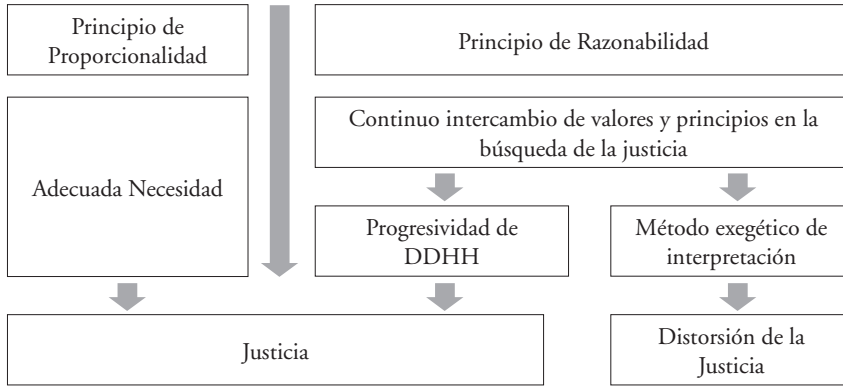 Principio de
Proporcionalidad
Principio de Razonabilidad
Adecuada Necesidad
Continuo intercambio de valores y principios en la
búsqueda de la justicia
Progresividad de
DDHH
Método exegético de
interpretación
Justicia
Distorsión de la
Justicia